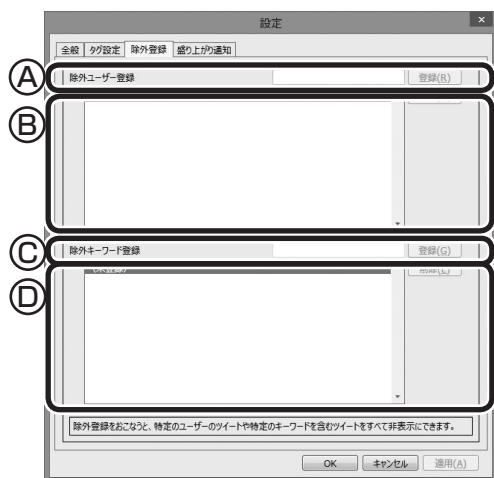 設定
×
全般 タグ設定 除外登録 盛り上がり通知
A
除外ユーザー登録 登録(R)
B
C
除外キーワード登録 登録(G)
D
(未登録) 削除(L)
除外登録をおこなうと、特定のユーザーのツイートや特定のキーワードを含むツイートをすべて非表示にできます。
OK キャンセル 適用(A)